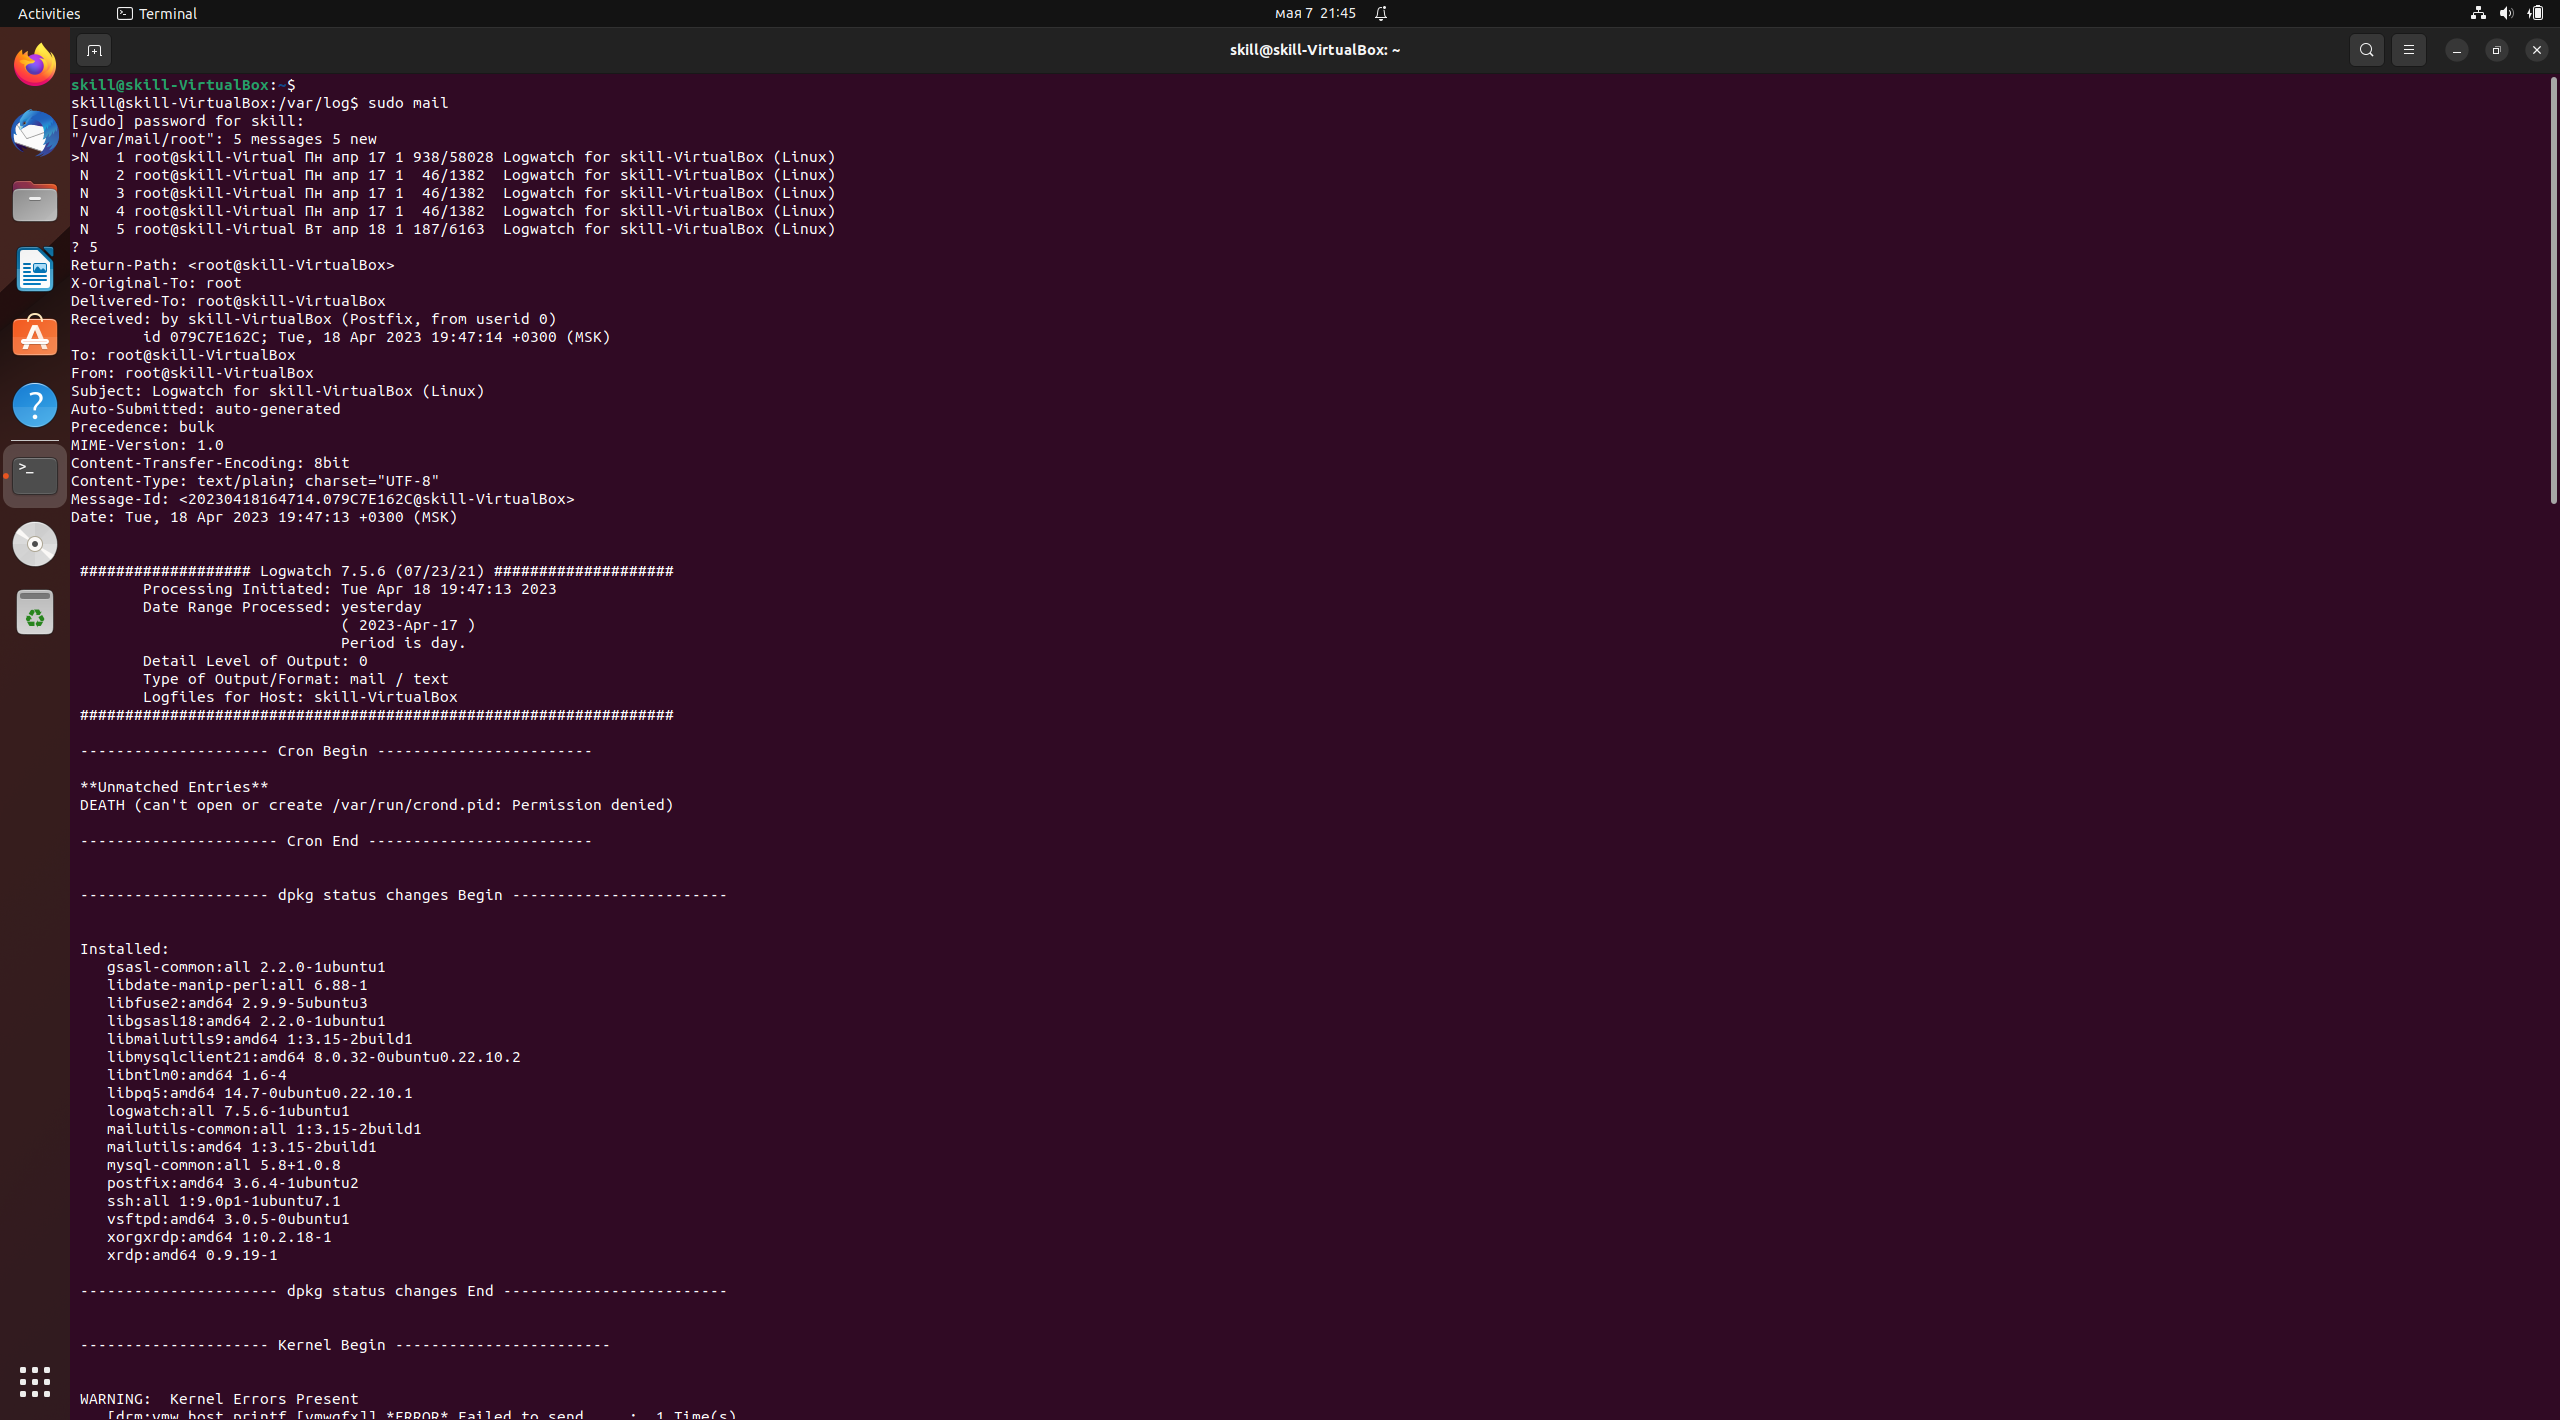 Activities Terminal мая 7 21:45
skill@skill-VirtualBox: ~
skill@skill-VirtualBox:~$
skill@skill-VirtualBox:/var/log$ sudo mail
[sudo] password for skill:
"/var/mail/root": 5 messages 5 new
>N   1 root@skill-Virtual Пн апр 17 1 938/58028 Logwatch for skill-VirtualBox (Linux)
 N   2 root@skill-Virtual Пн апр 17 1  46/1382  Logwatch for skill-VirtualBox (Linux)
 N   3 root@skill-Virtual Пн апр 17 1  46/1382  Logwatch for skill-VirtualBox (Linux)
 N   4 root@skill-Virtual Пн апр 17 1  46/1382  Logwatch for skill-VirtualBox (Linux)
 N   5 root@skill-Virtual Вт апр 18 1 187/6163  Logwatch for skill-VirtualBox (Linux)
? 5
Return-Path: <root@skill-VirtualBox>
X-Original-To: root
Delivered-To: root@skill-VirtualBox
Received: by skill-VirtualBox (Postfix, from userid 0)
        id 079C7E162C; Tue, 18 Apr 2023 19:47:14 +0300 (MSK)
To: root@skill-VirtualBox
From: root@skill-VirtualBox
Subject: Logwatch for skill-VirtualBox (Linux)
Auto-Submitted: auto-generated
Precedence: bulk
MIME-Version: 1.0
Content-Transfer-Encoding: 8bit
Content-Type: text/plain; charset="UTF-8"
Message-Id: <20230418164714.079C7E162C@skill-VirtualBox>
Date: Tue, 18 Apr 2023 19:47:13 +0300 (MSK)
 ################### Logwatch 7.5.6 (07/23/21) ####################
        Processing Initiated: Tue Apr 18 19:47:13 2023
        Date Range Processed: yesterday
                              ( 2023-Apr-17 )
                              Period is day.
        Detail Level of Output: 0
        Type of Output/Format: mail / text
        Logfiles for Host: skill-VirtualBox
 ##################################################################
 --------------------- Cron Begin ------------------------
 **Unmatched Entries**
 DEATH (can't open or create /var/run/crond.pid: Permission denied)
 ---------------------- Cron End -------------------------
 --------------------- dpkg status changes Begin ------------------------
 Installed:
    gsasl-common:all 2.2.0-1ubuntu1
    libdate-manip-perl:all 6.88-1
    libfuse2:amd64 2.9.9-5ubuntu3
    libgsasl18:amd64 2.2.0-1ubuntu1
    libmailutils9:amd64 1:3.15-2build1
    libmysqlclient21:amd64 8.0.32-0ubuntu0.22.10.2
    libntlm0:amd64 1.6-4
    libpq5:amd64 14.7-0ubuntu0.22.10.1
    logwatch:all 7.5.6-1ubuntu1
    mailutils-common:all 1:3.15-2build1
    mailutils:amd64 1:3.15-2build1
    mysql-common:all 5.8+1.0.8
    postfix:amd64 3.6.4-1ubuntu2
    ssh:all 1:9.0p1-1ubuntu7.1
    vsftpd:amd64 3.0.5-0ubuntu1
    xorgxrdp:amd64 1:0.2.18-1
    xrdp:amd64 0.9.19-1
 ---------------------- dpkg status changes End -------------------------
 --------------------- Kernel Begin ------------------------
 WARNING:  Kernel Errors Present
    [drm:vmw_host_printf [vmwgfx]] *ERROR* Failed to send ...:  1 Time(s)